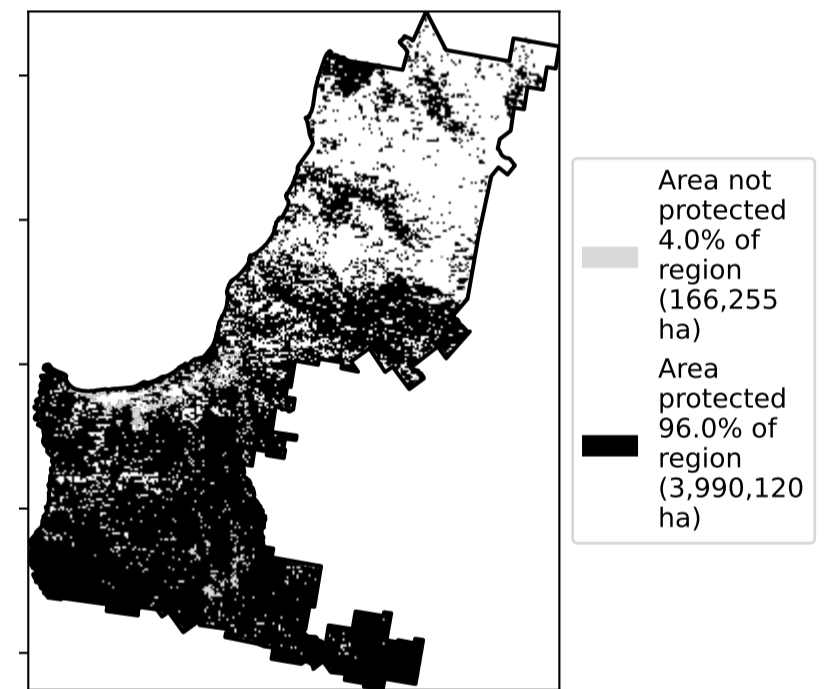 Area not
protected
4.0% of
region
(166,255
ha)
Area
protected
96.0% of
region
(3,990,120
ha)